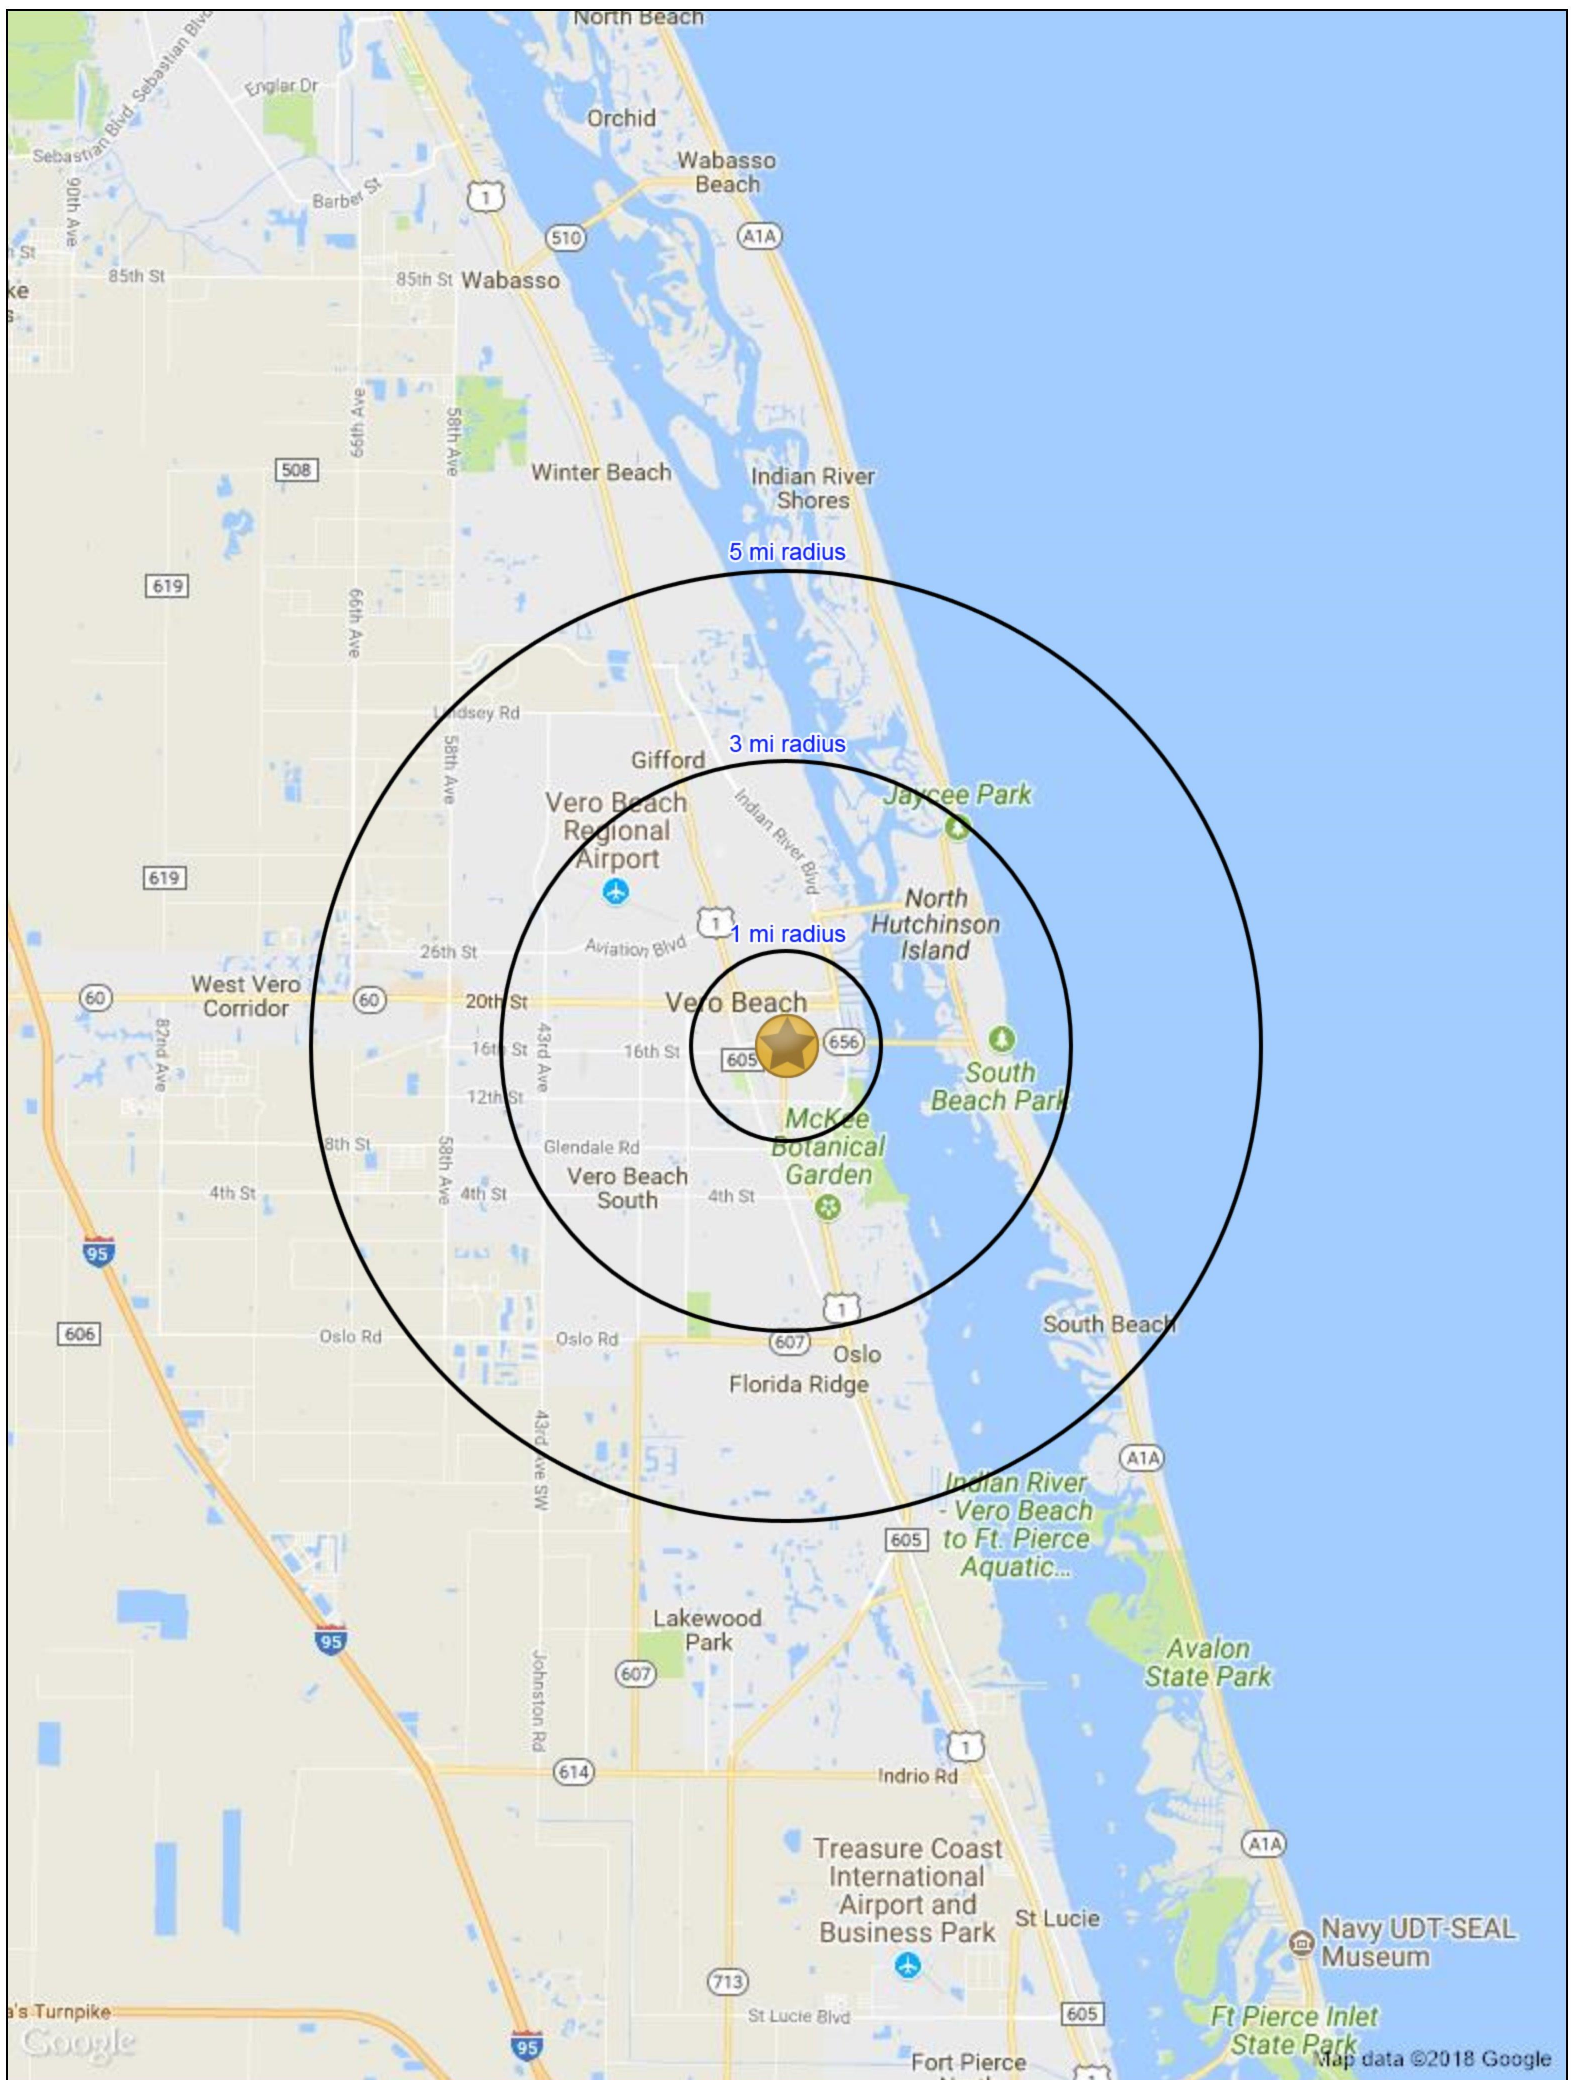 North Beach
Sebastian Blvd
Sebastian Blvd
Englar Dr
Orchid
Wabasso
Beach
90th Ave
Barber St
1
510
A1A
n St
85th St
85th St
Wabasso
ke
s
66th Ave
58th Ave
508
Winter Beach
Indian River
Shores
5 mi radius
619
66th Ave
Lindsey Rd
58th Ave
Gifford
3 mi radius
Jaycee Park
Vero Beach
Regional
Airport
Indian River Blvd
619
North
Hutchinson
Island
1
1 mi radius
26th St
Aviation Blvd
West Vero
Corridor
60
60
20th St
Vero Beach
82nd Ave
16th St
43rd Ave
16th St
605
656
South
Beach Park
12th St
McKee
Botanical
Garden
8th St
58th Ave
Glendale Rd
Vero Beach
South
4th St
4th St
4th St
95
1
606
Oslo Rd
Oslo Rd
607
Oslo
South Beach
Florida Ridge
43rd Ave SW
A1A
Indian River
- Vero Beach
to Ft. Pierce
Aquatic...
605
Lakewood
Park
95
607
Johnston Rd
Avalon
State Park
1
614
Indrio Rd
Treasure Coast
International
Airport and
Business Park
A1A
St Lucie
Navy UDT-SEAL
Museum
713
a's Turnpike
St Lucie Blvd
605
Ft Pierce Inlet
State Park
Google
95
Fort Pierce
1
Map data ©2018 Google